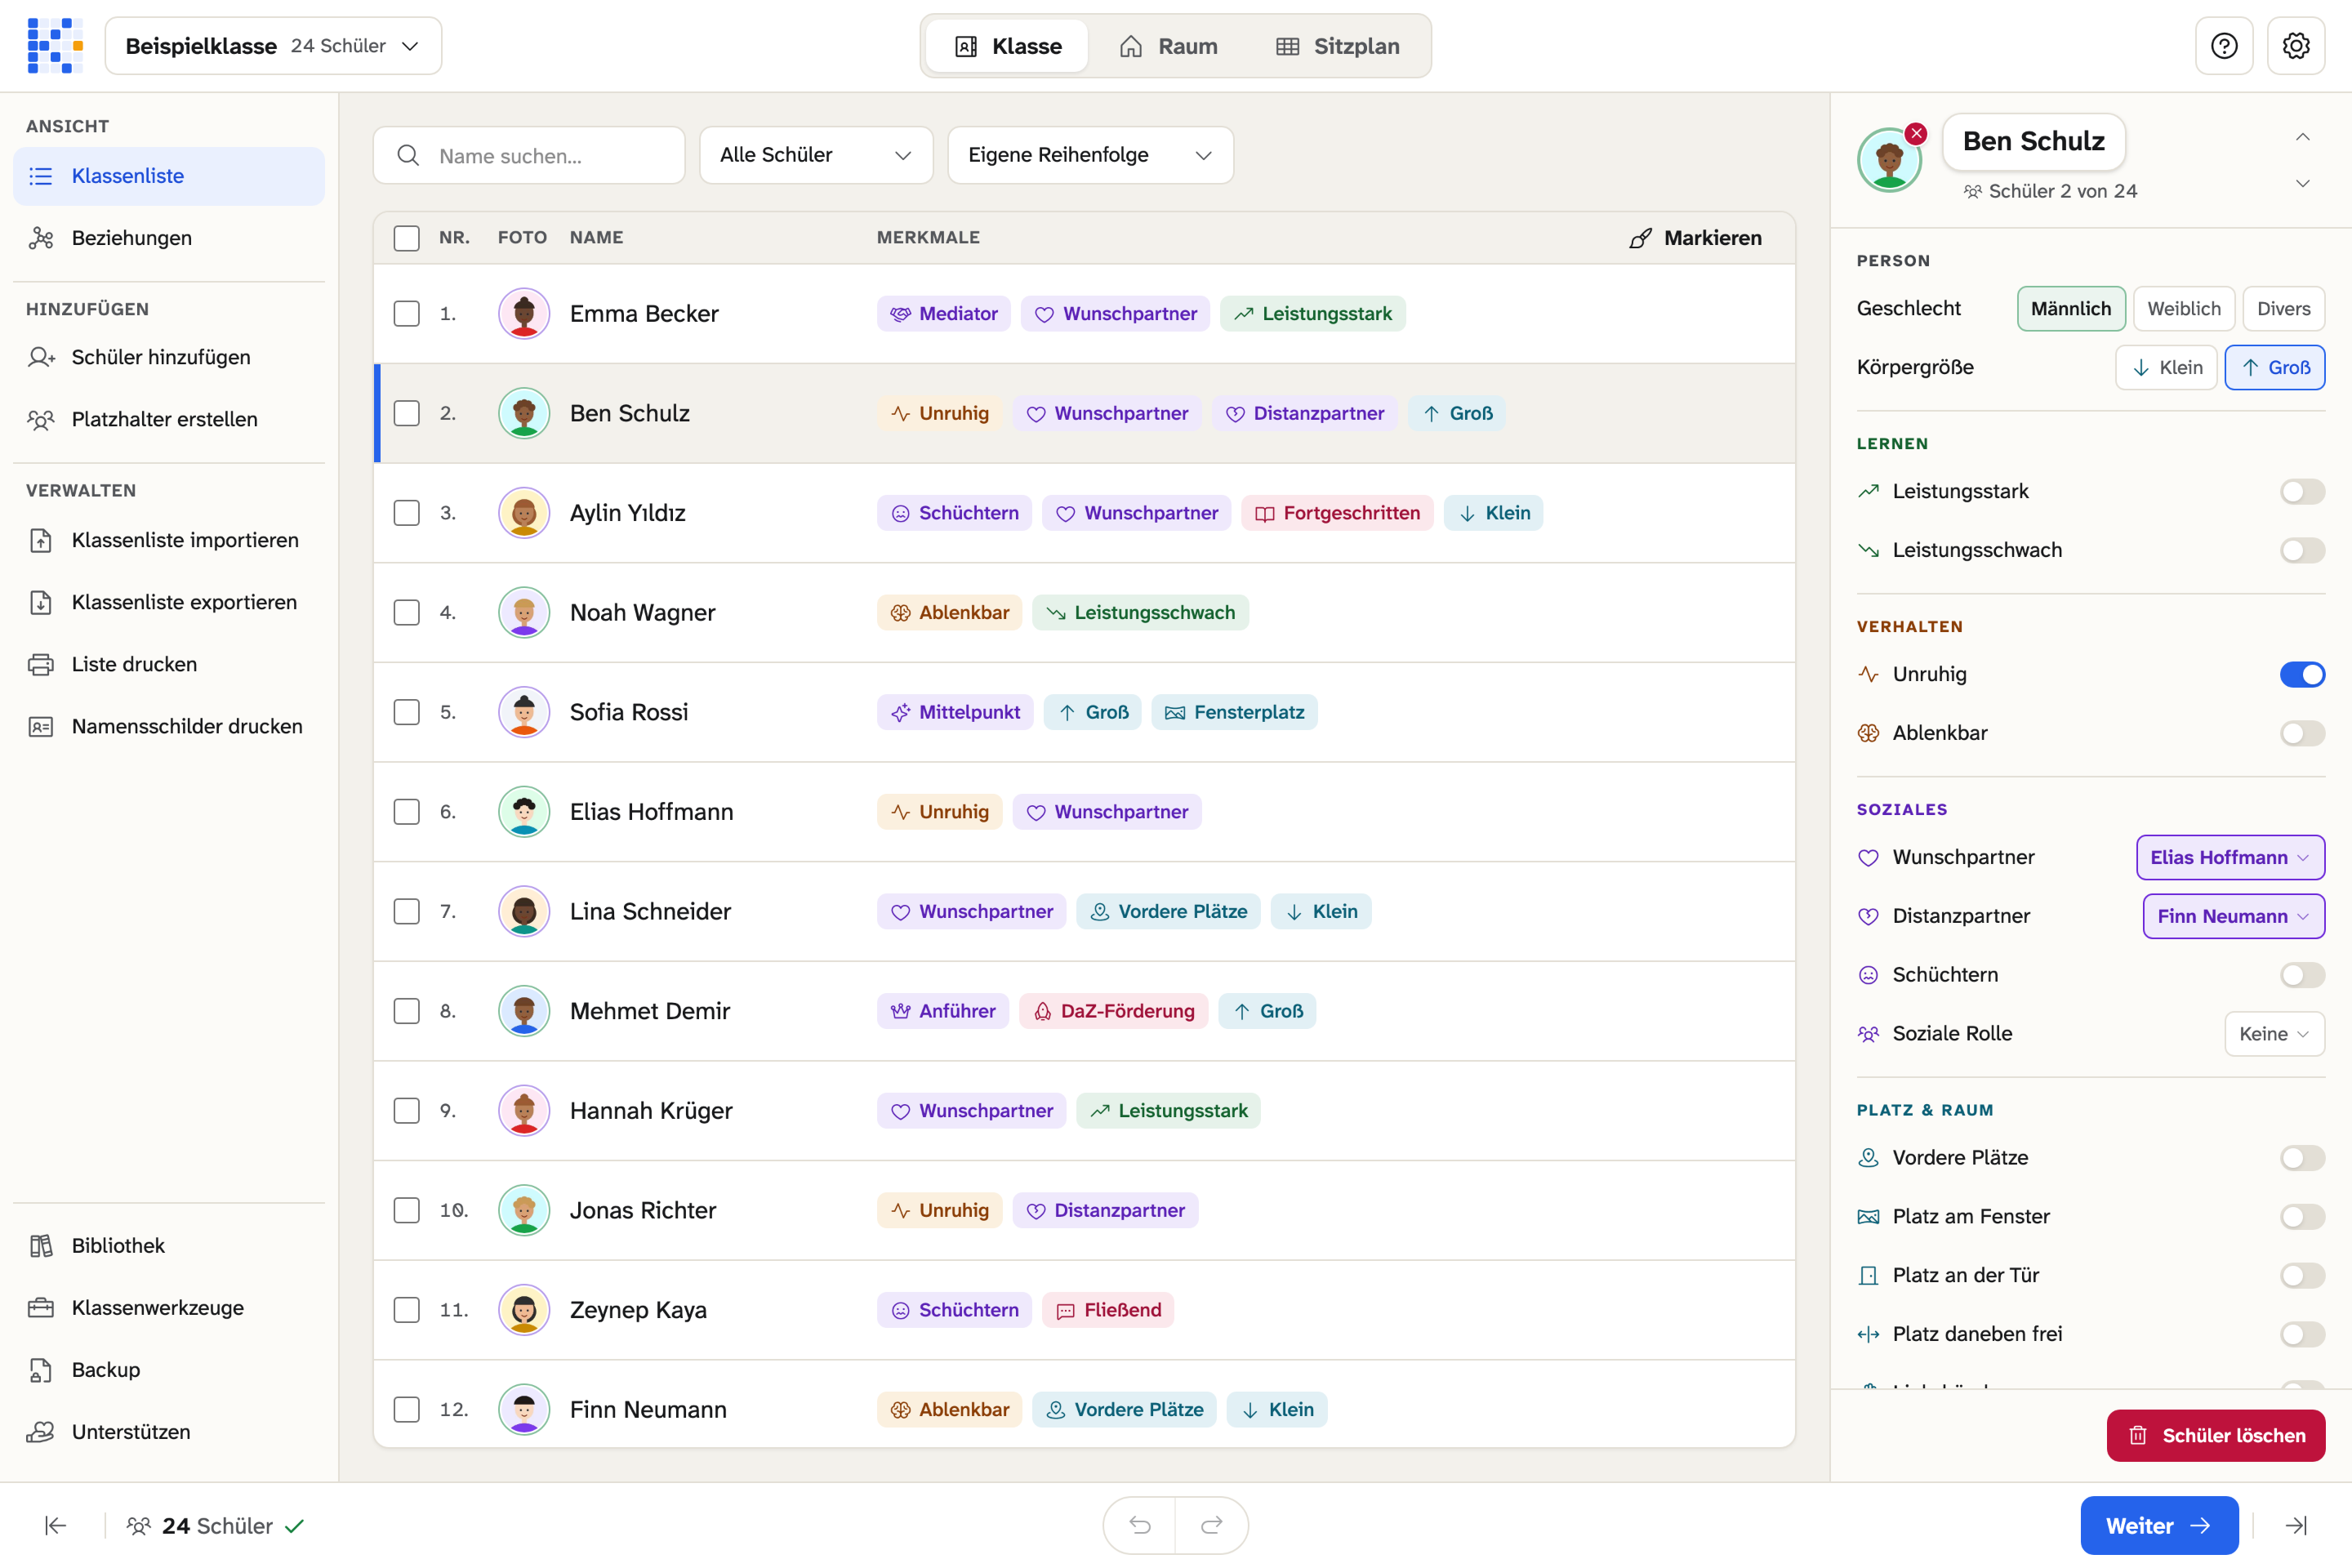 Beispielklasse 24 Schüler
Klasse
Raum
Sitzplan
ANSICHT
Klassenliste
Beziehungen
HINZUFÜGEN
Schüler hinzufügen
Platzhalter erstellen
VERWALTEN
Klassenliste importieren
Klassenliste exportieren
Liste drucken
Namensschilder drucken
Bibliothek
Klassenwerkzeuge
Backup
Unterstützen
Name suchen...
Alle Schüler
Eigene Reihenfolge
NR. FOTO NAME MERKMALE Markieren
1. Emma Becker Mediator Wunschpartner Leistungsstark
2. Ben Schulz Unruhig Wunschpartner Distanzpartner Groß
3. Aylin Yıldız Schüchtern Wunschpartner Fortgeschritten Klein
4. Noah Wagner Ablenkbar Leistungsschwach
5. Sofia Rossi Mittelpunkt Groß Fensterplatz
6. Elias Hoffmann Unruhig Wunschpartner
7. Lina Schneider Wunschpartner Vordere Plätze Klein
8. Mehmet Demir Anführer DaZ-Förderung Groß
9. Hannah Krüger Wunschpartner Leistungsstark
10. Jonas Richter Unruhig Distanzpartner
11. Zeynep Kaya Schüchtern Fließend
12. Finn Neumann Ablenkbar Vordere Plätze Klein
Ben Schulz
Schüler 2 von 24
PERSON
Geschlecht Männlich Weiblich Divers
Körpergröße Klein Groß
LERNEN
Leistungsstark
Leistungsschwach
VERHALTEN
Unruhig
Ablenkbar
SOZIALES
Wunschpartner Elias Hoffmann
Distanzpartner Finn Neumann
Schüchtern
Soziale Rolle Keine
PLATZ & RAUM
Vordere Plätze
Platz am Fenster
Platz an der Tür
Platz daneben frei
Schüler löschen
24 Schüler
Weiter